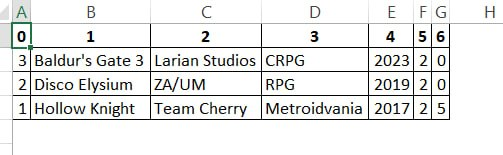 A B C D E F G H
0 1 2 3 4 5 6
3 Baldur's Gate 3 Larian Studios CRPG 2023 2 0
2 Disco Elysium ZA/UM RPG 2019 2 0
1 Hollow Knight Team Cherry Metroidvania 2017 2 5